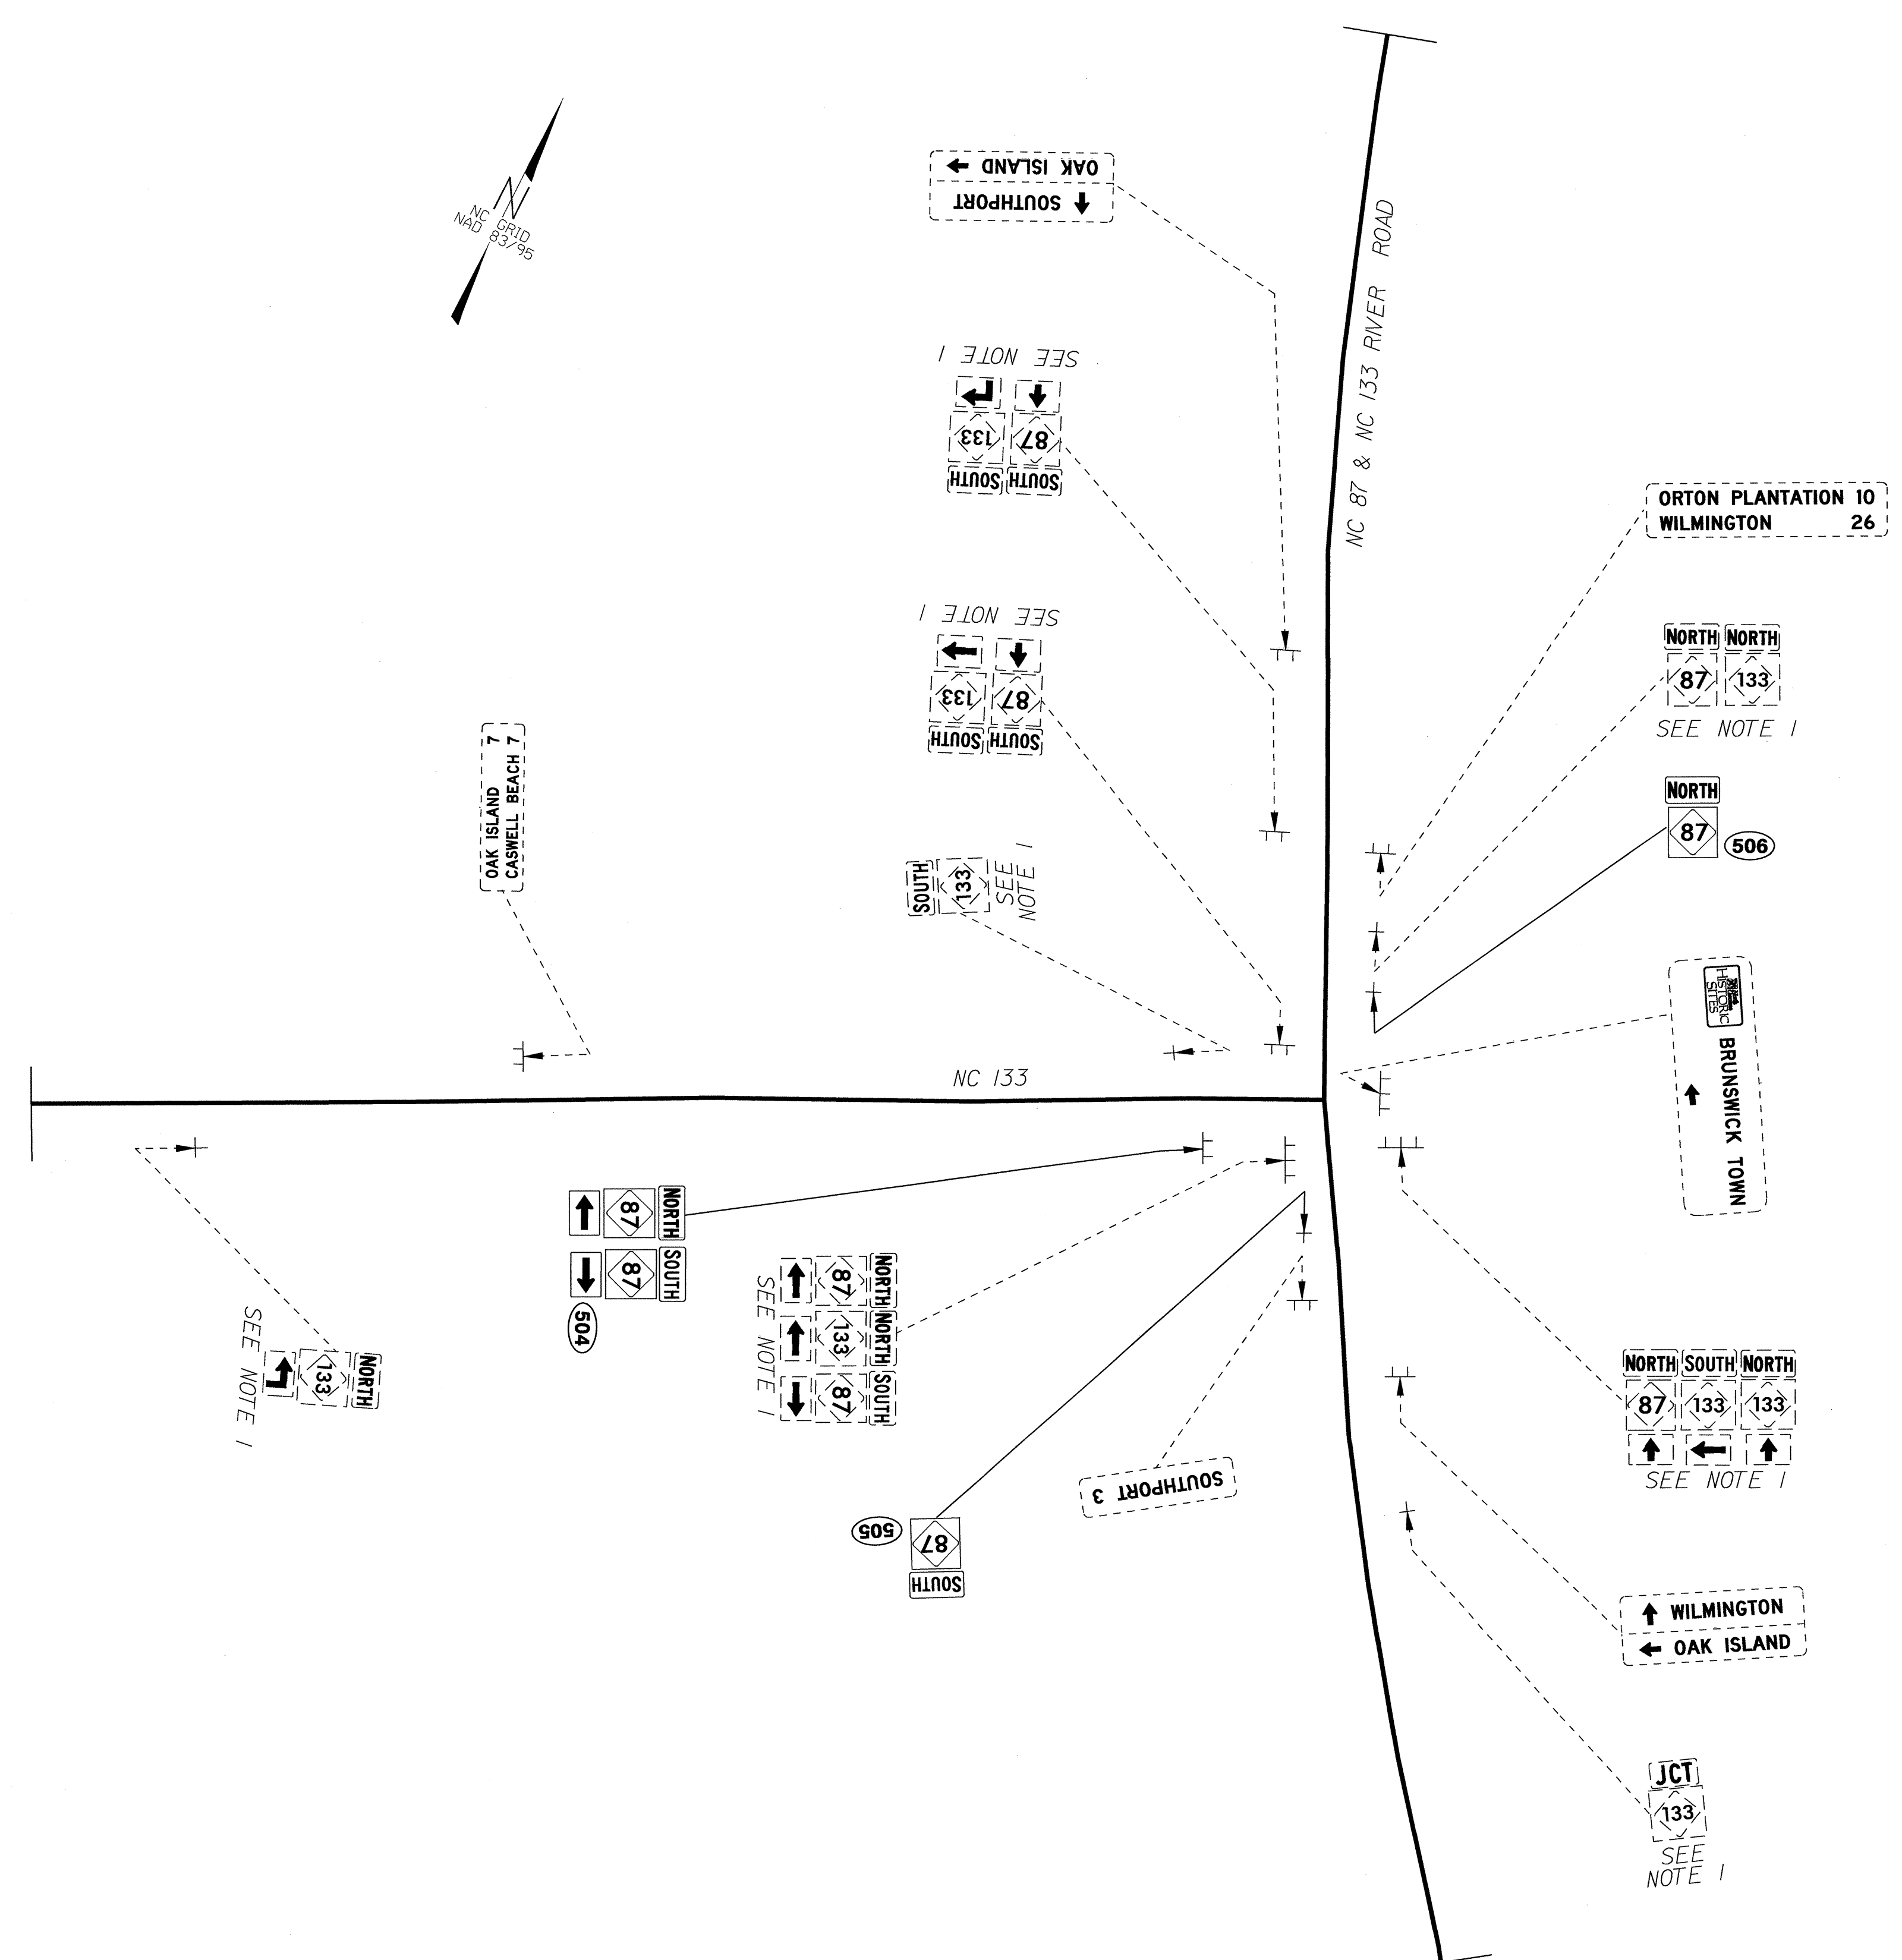 NC GRID
NAD 83/95
N
OAK ISLAND
SOUTHPORT
NC 87 & NC 133 RIVER ROAD
SEE NOTE 1
133 87
SOUTH SOUTH
ORTON PLANTATION 10
WILMINGTON 26
SEE NOTE 1
133 87
SOUTH SOUTH
NORTH NORTH
87 133
SEE NOTE 1
OAK ISLAND 7
CASWELL BEACH 7
NORTH
87 506
SOUTH
133
SEE
NOTE 1
HISTORIC
SITES
BRUNSWICK TOWN
NC 133
NORTH
87
SOUTH
87
504
NORTH NORTH SOUTH
87 133 87
SEE NOTE 1
NORTH
133
SEE NOTE 1
SOUTHPORT 3
505
87
SOUTH
NORTH SOUTH NORTH
87 133 133
SEE NOTE 1
WILMINGTON
OAK ISLAND
JCT
133
SEE
NOTE 1